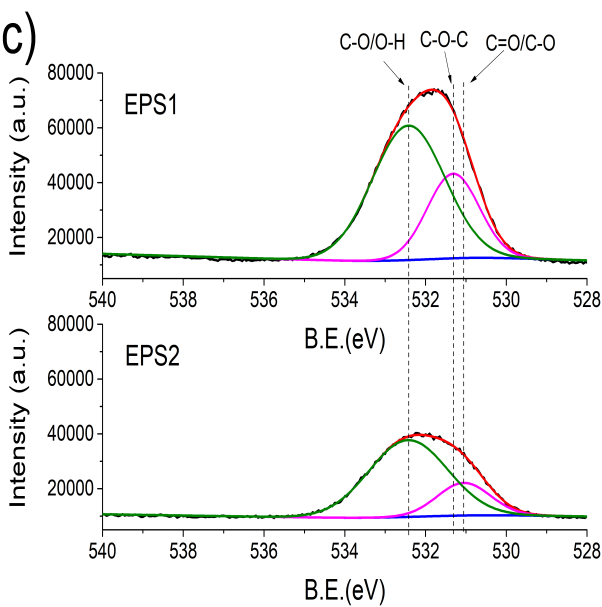 c)
C-O/O-H C-O-C C=O/C-O
EPS1
Intensity (a.u.)
80000
60000
40000
20000
540 538 536 534 532 530 528
B.E.(eV)
EPS2
Intensity (a.u.)
80000
60000
40000
20000
540 538 536 534 532 530 528
B.E.(eV)